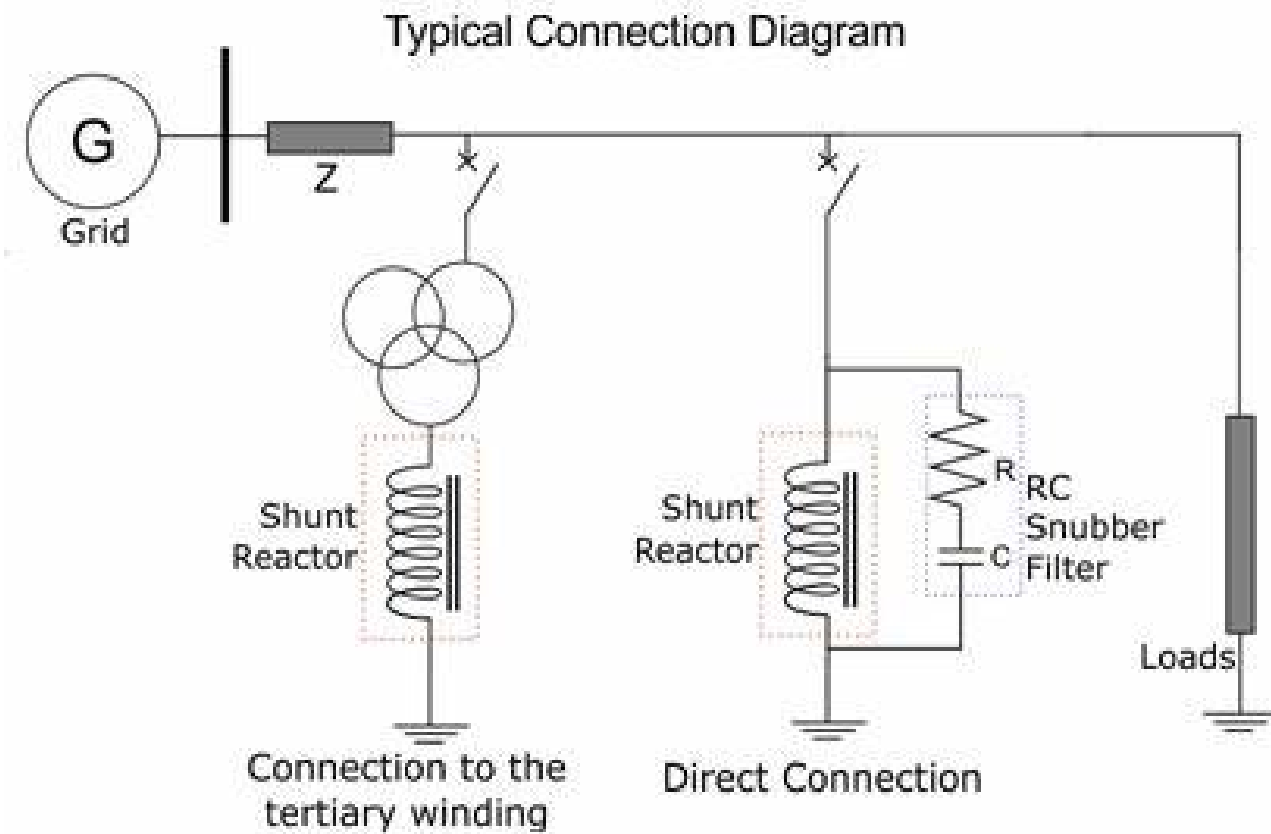 Typical Connection Diagram
G
Grid
Z
Shunt
Reactor
Connection to the
tertiary winding
Shunt
Reactor
R
C
RC
Snubber
Filter
Direct Connection
Loads